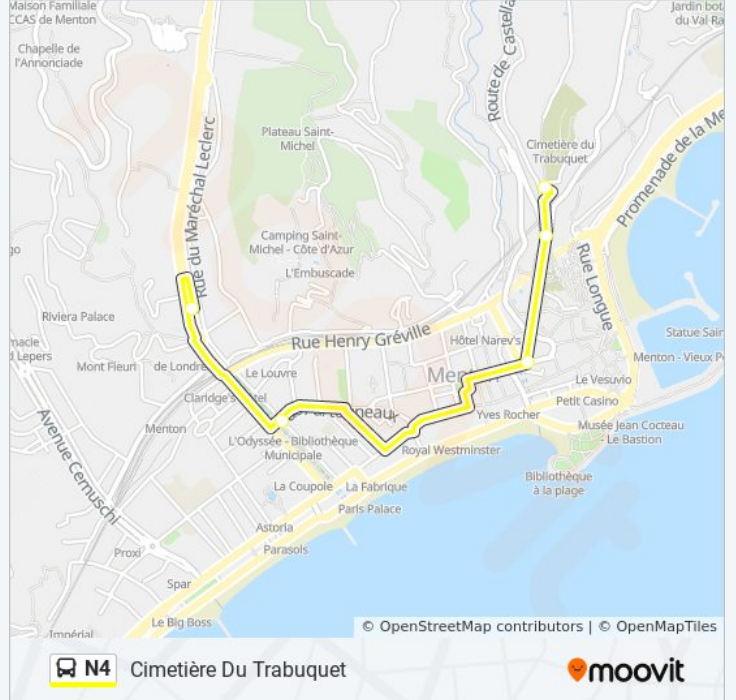 Maison Familiale
CCAS de Menton
Jardin bot
du Val Ra
Chapelle de
l'Annonciade
Route de Castella
Plateau Saint-
Michel
Cimetière du
Trabuquet
Rue du Maréchal Leclerc
Promenade de la Me
Camping Saint-
Michel - Côte d'Azur
L'Embuscade
Rue Longue
Riviera Palace
Rue Henry Gréville
Hôtel Narev's
Statue Sain
Lepers
Mont Fleuri
de Londre
Le Louvre
Menton - Vieux P
Le Vesuvio
Claridge's
Petit Casino
Yves Rocher
Avenue Cernuschi
Menton
L'Odyssée - Bibliothèque
Municipale
Musée Jean Cocteau
- Le Bastion
Royal Westminster
Bibliothèque
à la plage
La Coupole
La Fabrique
Paris Palace
Astoria
Parasols
Proxi
Spar
Le Big Boss
Impérial
© OpenStreetMap contributors | © OpenMapTiles
N4 Cimetière Du Trabuquet
moovit